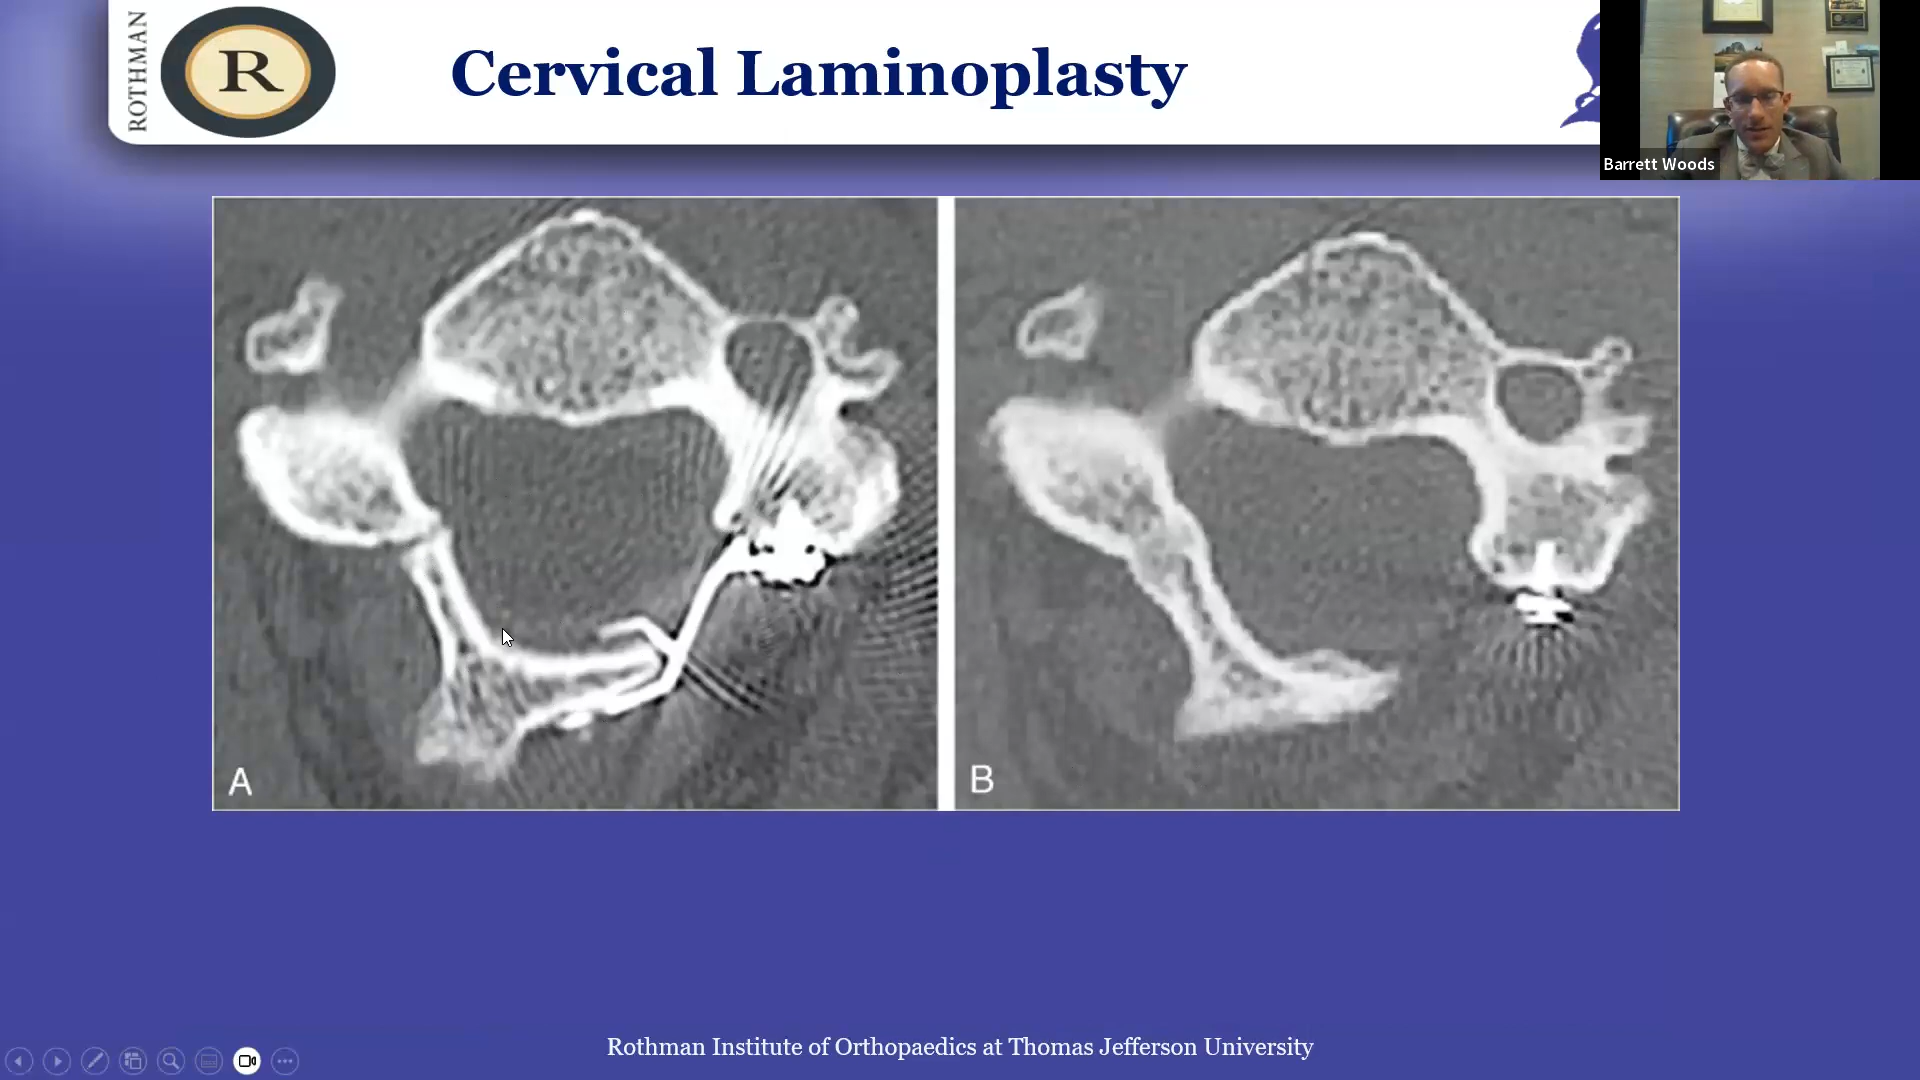 ROTHMAN
R
Cervical Laminoplasty
Barrett Woods
A
B
Rothman Institute of Orthopaedics at Thomas Jefferson University